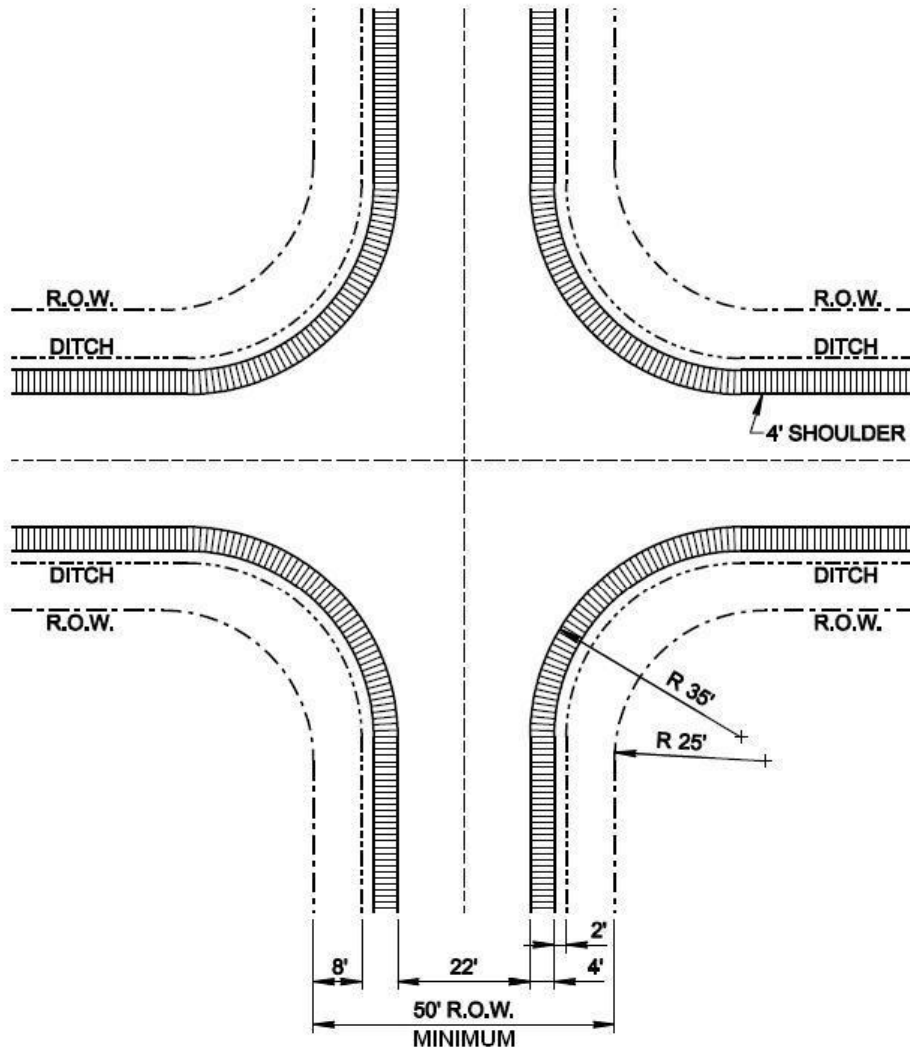 R.O.W.
R.O.W.
DITCH
DITCH
4' SHOULDER
DITCH
DITCH
R.O.W.
R.O.W.
R 35'
R 25'
2'
8'
22'
4'
50' R.O.W.
MINIMUM